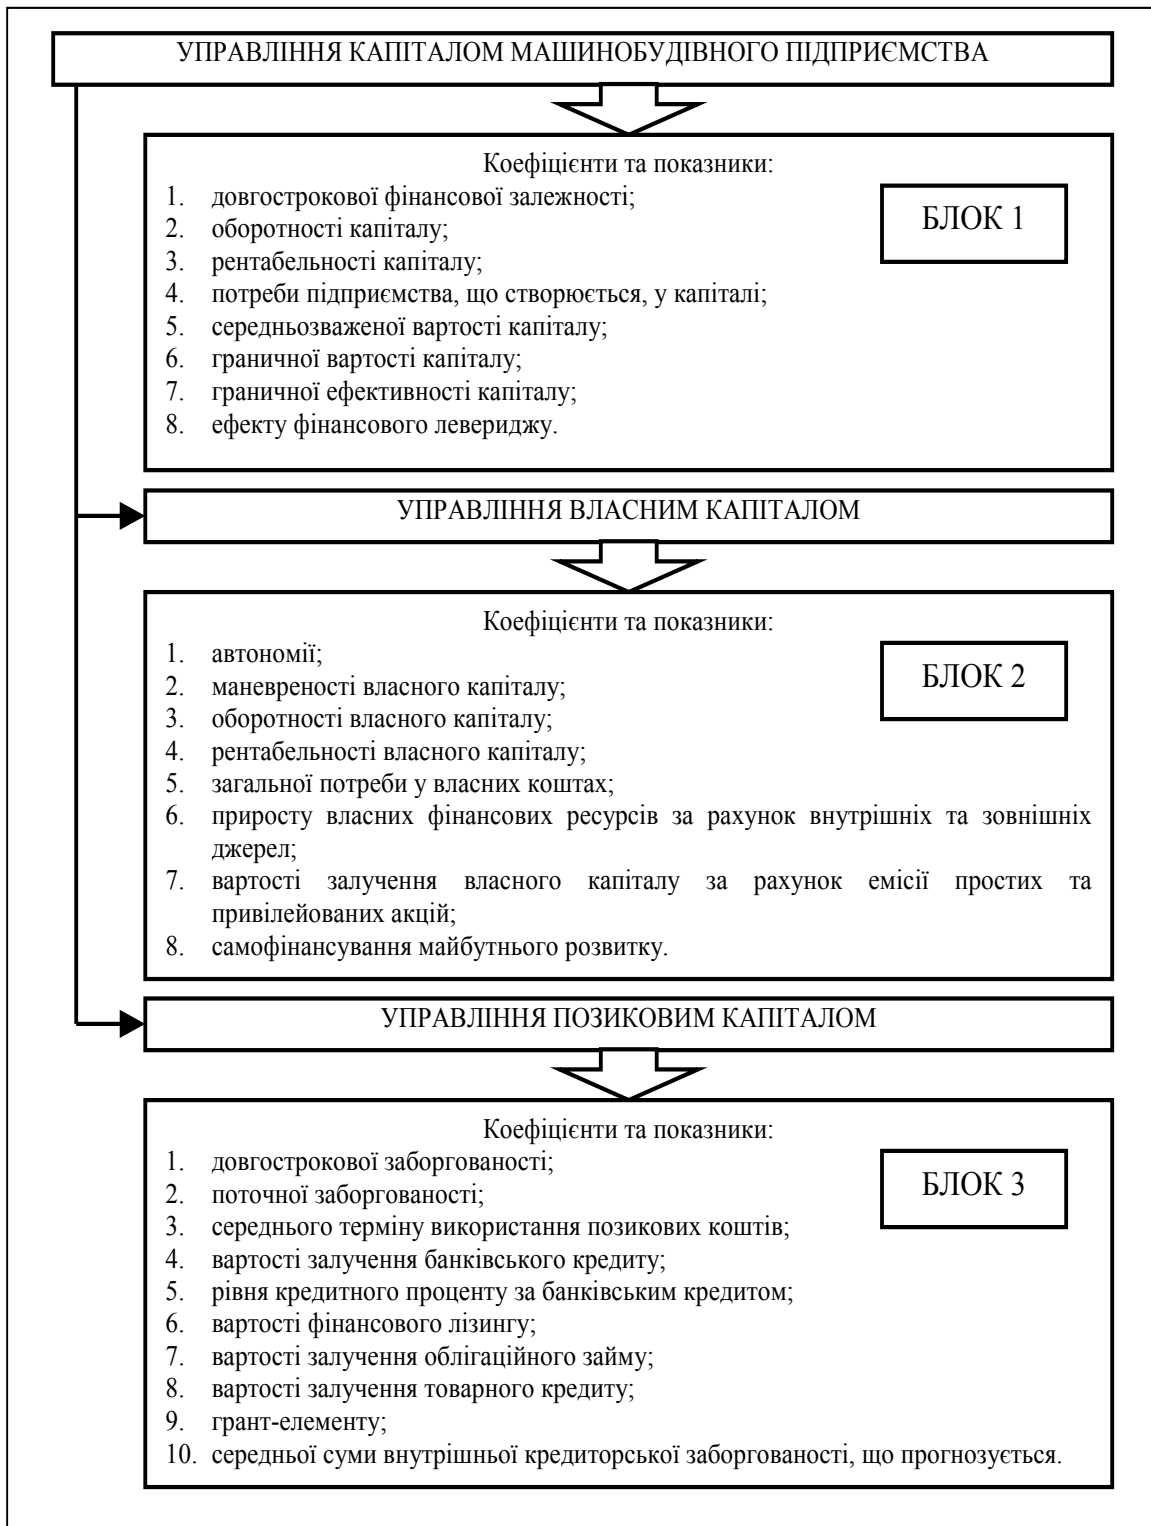 УПРАВЛІННЯ КАПІТАЛОМ МАШИНОБУДІВНОГО ПІДПРИЄМСТВА
Коефіцієнти та показники:
БЛОК 1
1. довгострокової фінансової залежності;
2. оборотності капіталу;
3. рентабельності капіталу;
4. потреби підприємства, що створюється, у капіталі;
5. середньозваженої вартості капіталу;
6. граничної вартості капіталу;
7. граничної ефективності капіталу;
8. ефекту фінансового левериджу.
УПРАВЛІННЯ ВЛАСНИМ КАПІТАЛОМ
Коефіцієнти та показники:
БЛОК 2
1. автономії;
2. маневреності власного капіталу;
3. оборотності власного капіталу;
4. рентабельності власного капіталу;
5. загальної потреби у власних коштах;
6. приросту власних фінансових ресурсів за рахунок внутрішніх та зовнішніх
джерел;
7. вартості залучення власного капіталу за рахунок емісії простих та
привілейованих акцій;
8. самофінансування майбутнього розвитку.
УПРАВЛІННЯ ПОЗИКОВИМ КАПІТАЛОМ
Коефіцієнти та показники:
БЛОК 3
1. довгострокової заборгованості;
2. поточної заборгованості;
3. середнього терміну використання позикових коштів;
4. вартості залучення банківського кредиту;
5. рівня кредитного проценту за банківським кредитом;
6. вартості фінансового лізингу;
7. вартості залучення облігаційного займу;
8. вартості залучення товарного кредиту;
9. грант-елементу;
10. середньої суми внутрішньої кредиторської заборгованості, що прогнозується.